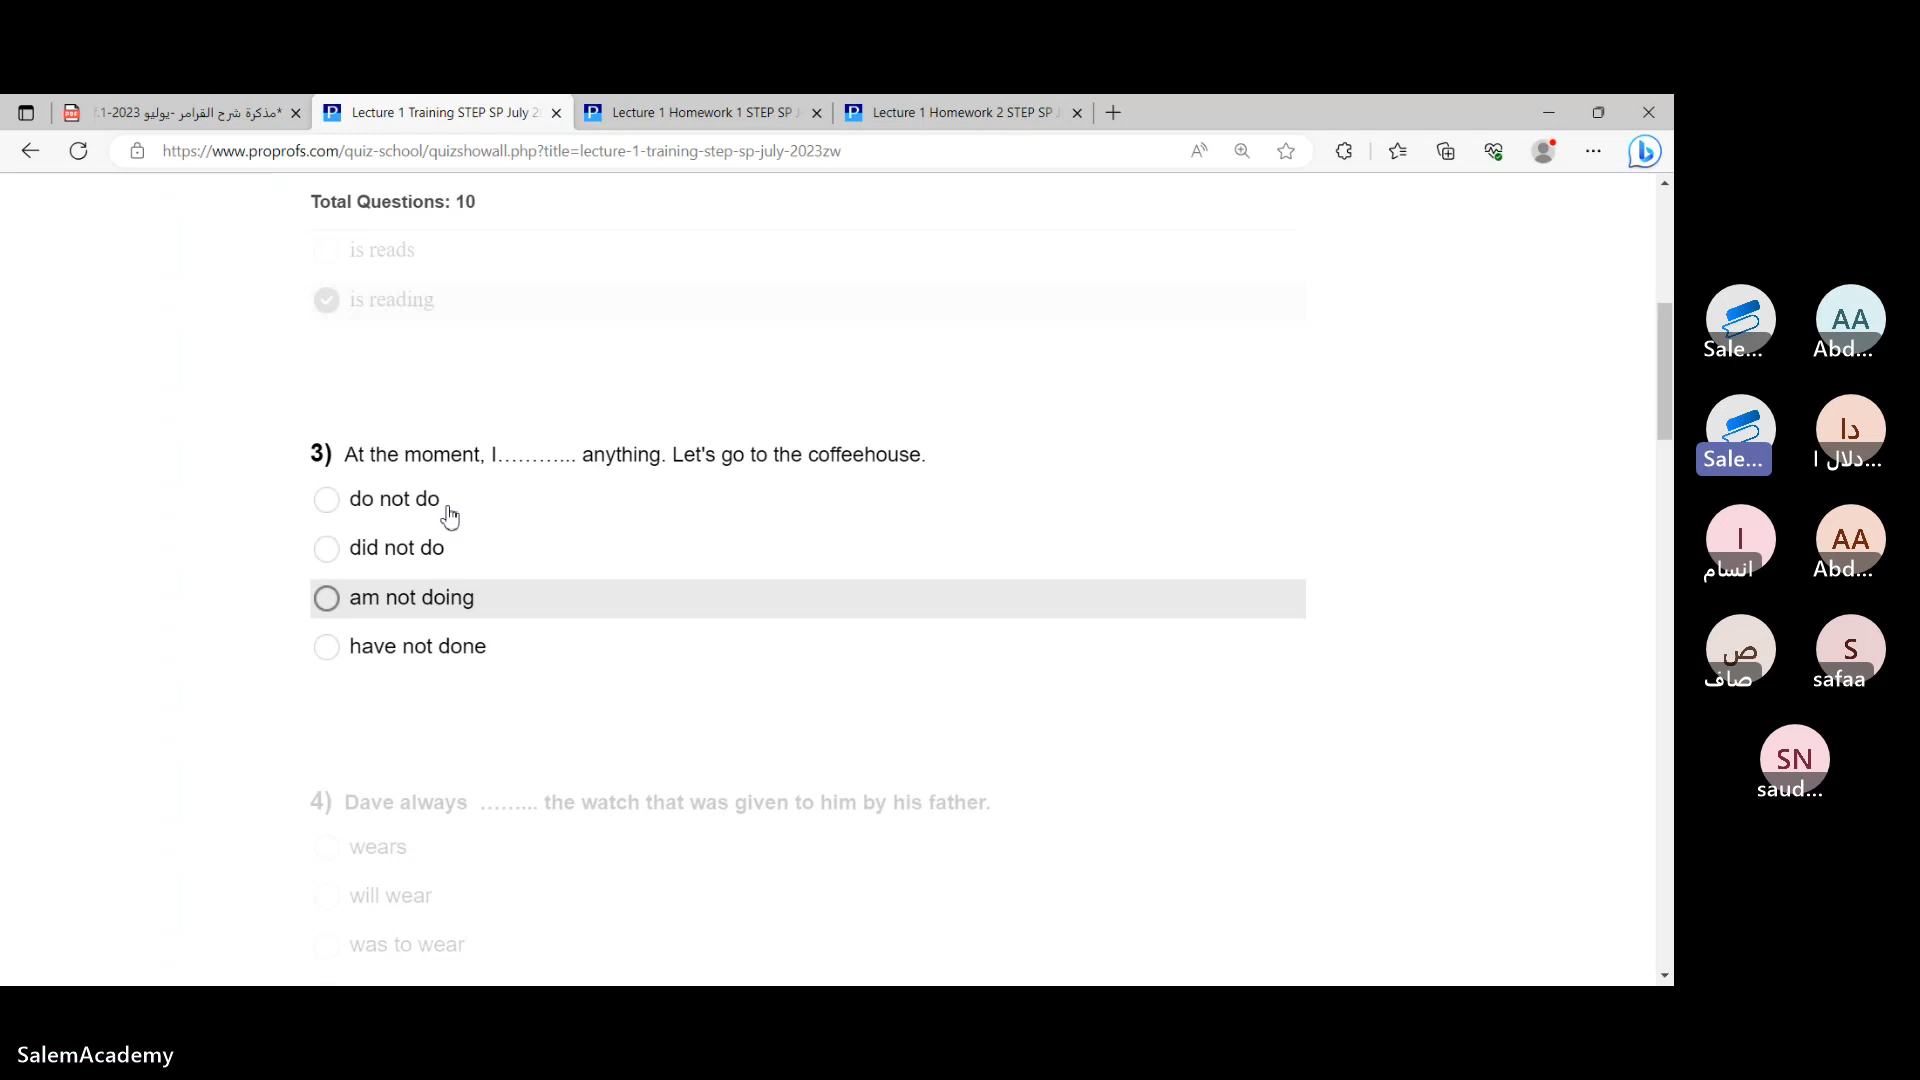 *مذكرة شرح القرامر -يوليو 2023-1.f
Lecture 1 Training STEP SP July 2
Lecture 1 Homework 1 STEP SP J
Lecture 1 Homework 2 STEP SP J
https://www.proprofs.com/quiz-school/quizshowall.php?title=lecture-1-training-step-sp-july-2023zw
Total Questions: 10
is reads
is reading
3) At the moment, I………... anything. Let's go to the coffeehouse.
do not do
did not do
am not doing
have not done
4) Dave always ……... the watch that was given to him by his father.
wears
will wear
was to wear
Sale...
AA
Abd...
Sale...
دا
دلال ا...
ا
انسام
AA
Abd...
ص
صاف
S
safaa
SN
saud...
SalemAcademy